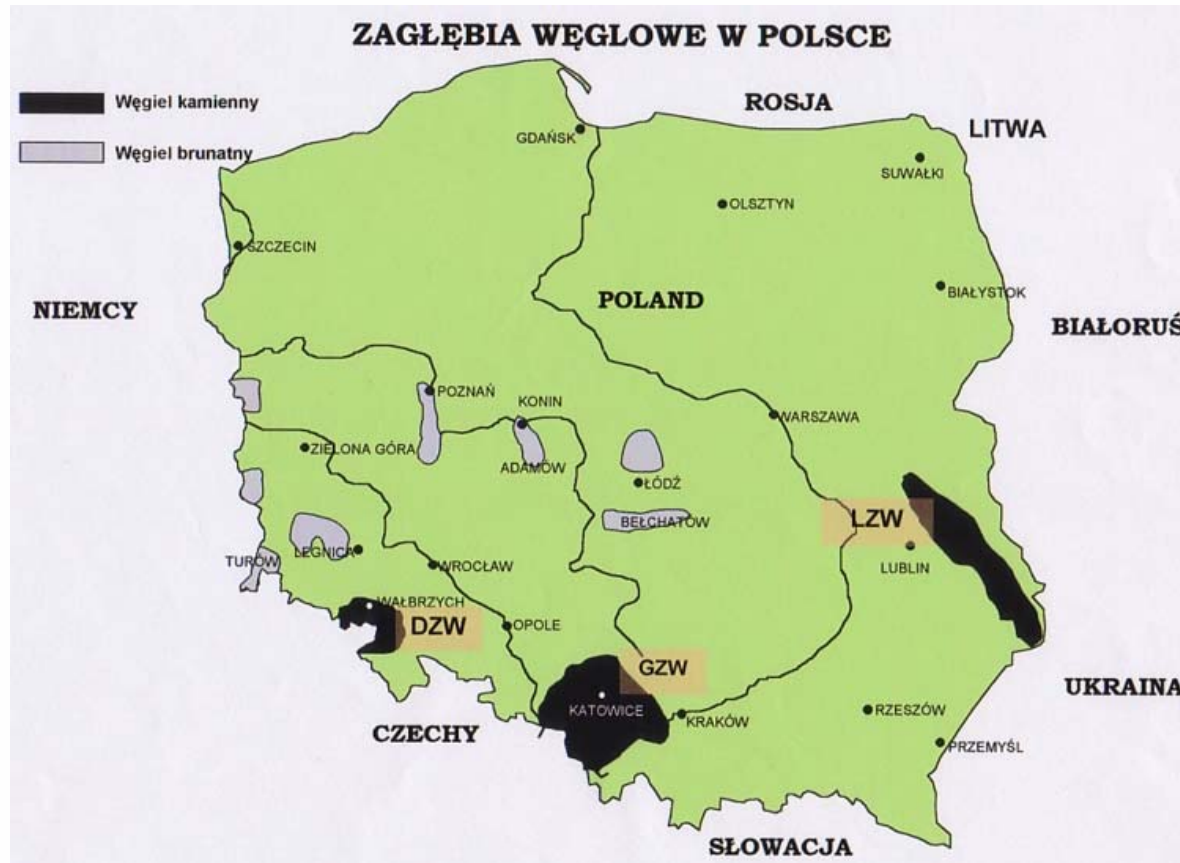 ZAGŁĘBIA WĘGLOWE W POLSCE
Węgiel kamienny
Węgiel brunatny
ROSJA
LITWA
GDAŃSK
SUWAŁKI
OLSZTYN
SZCZECIN
NIEMCY
POLAND
BIAŁYSTOK
BIAŁORUŚ
POZNAŃ
KONIN
WARSZAWA
ZIELONA GÓRA
ADAMÓW
ŁÓDŹ
BEŁCHATÓW
LZW
LUBLIN
TURÓW
LEGNICA
WROCŁAW
WAŁBRZYCH
DZW
OPOLE
GZW
KATOWICE
KRAKÓW
RZESZÓW
UKRAINA
CZECHY
PRZEMYŚL
SŁOWACJA